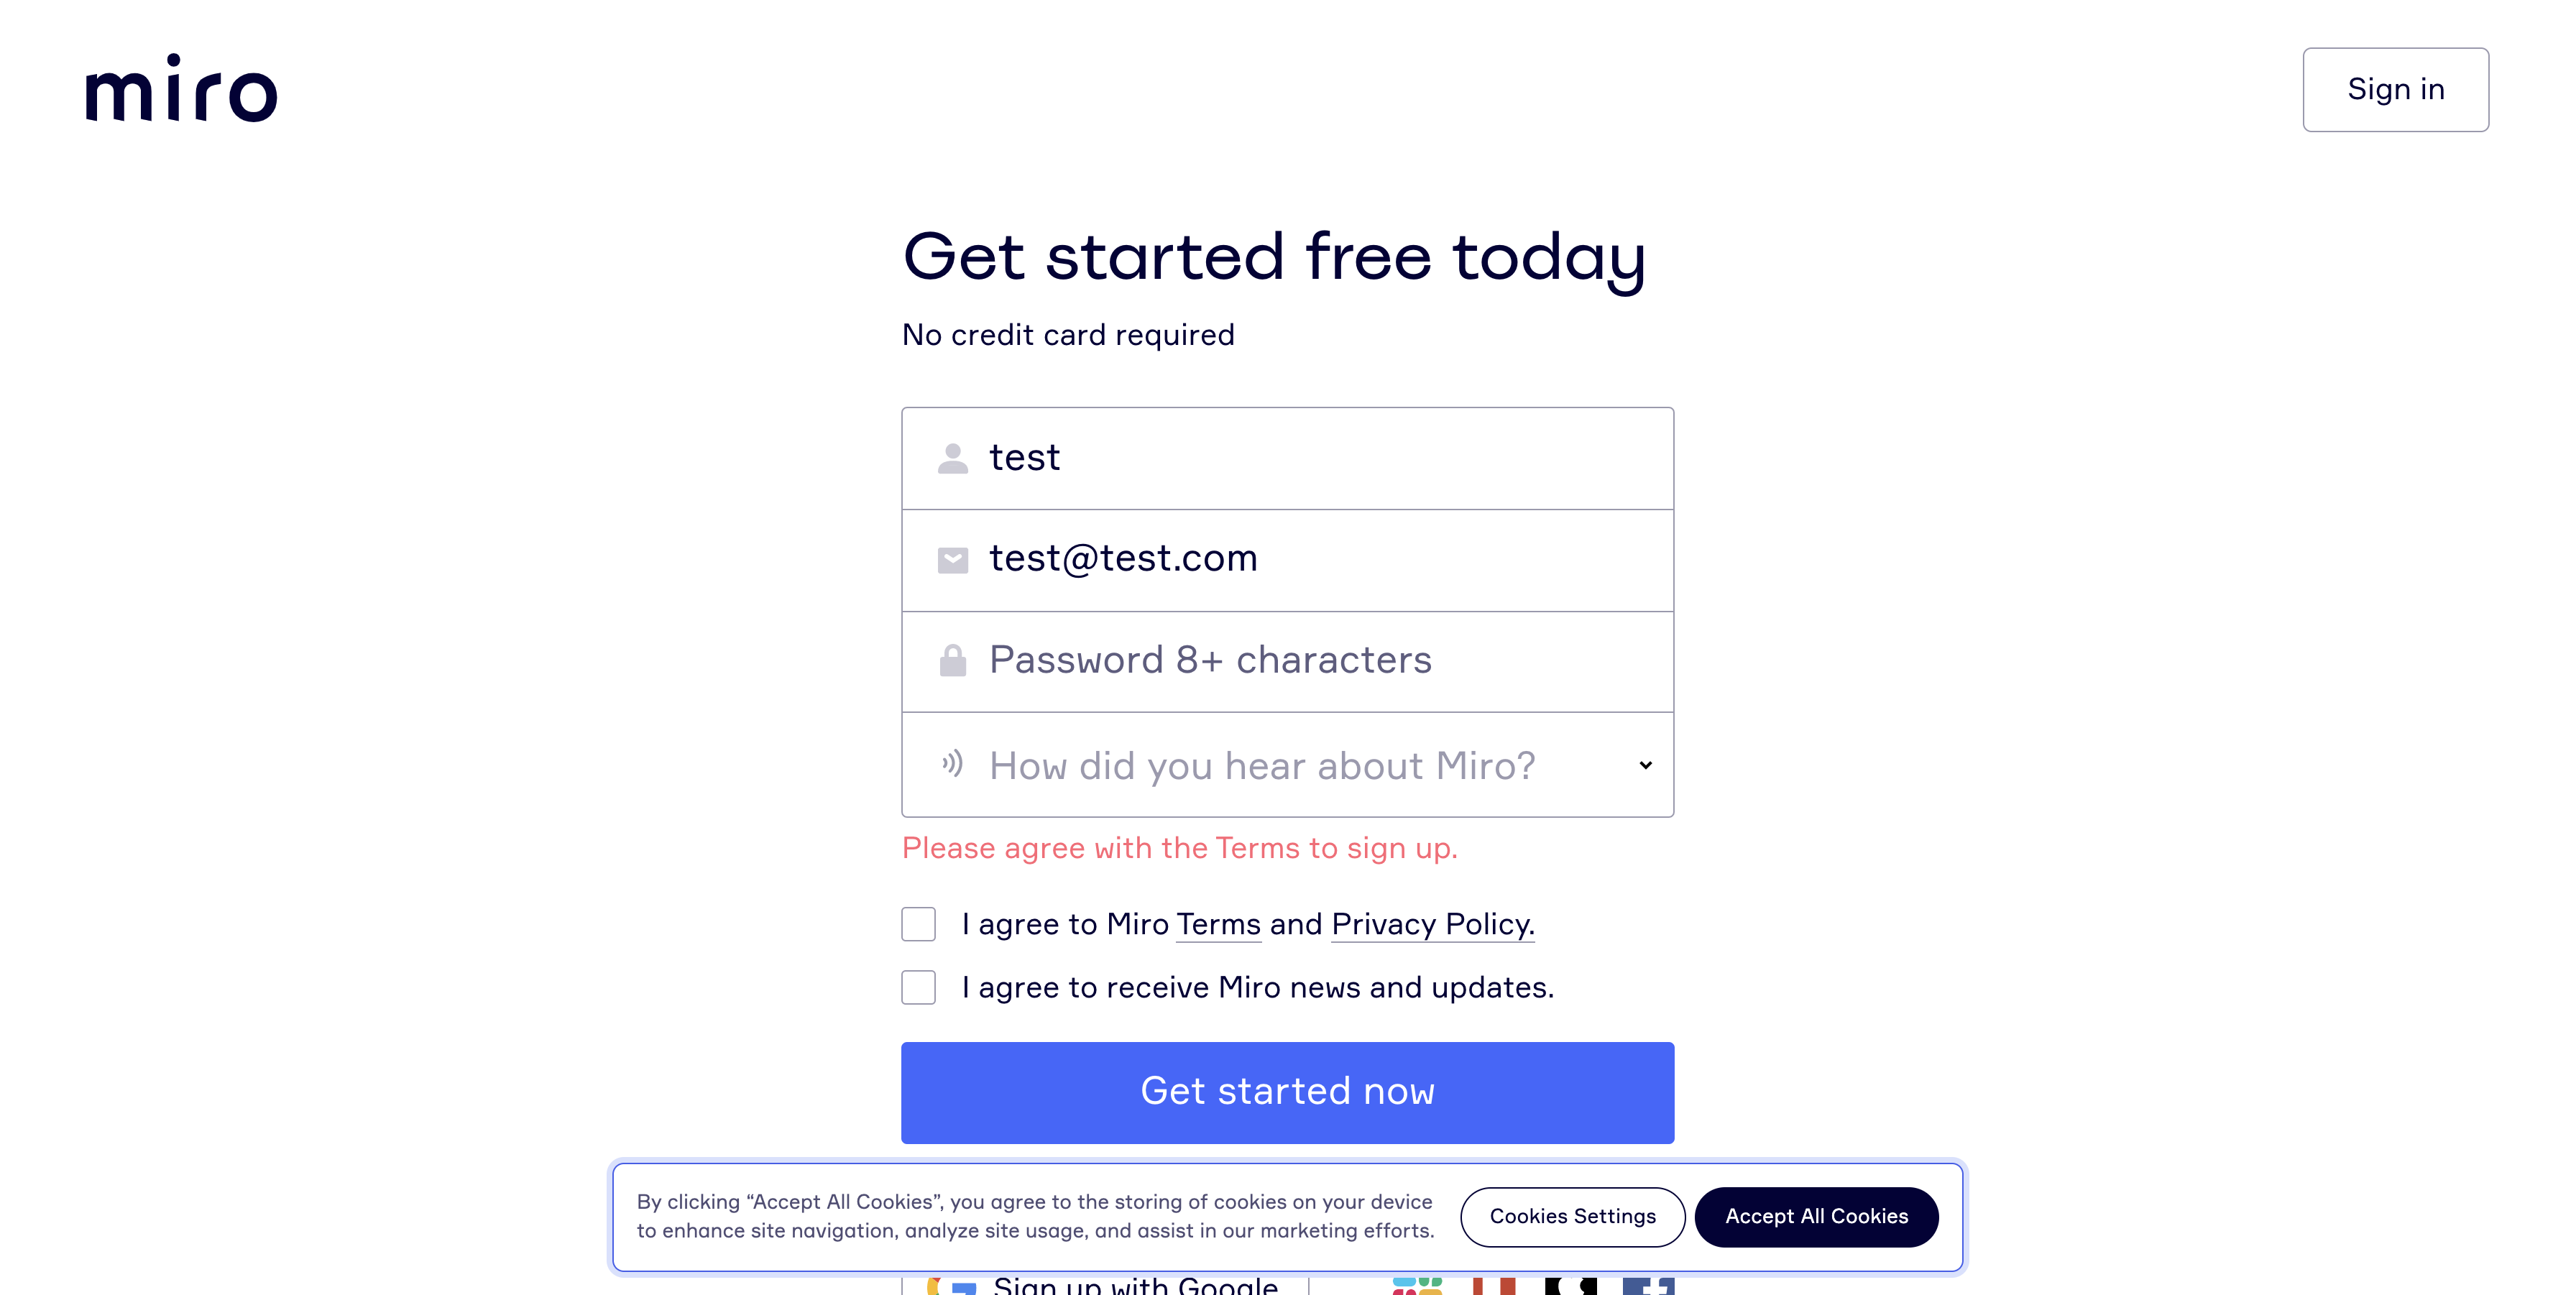 miro
Sign in
Get started free today
No credit card required
test
test@test.com
Password 8+ characters
How did you hear about Miro?
Please agree with the Terms to sign up.
I agree to Miro Terms and Privacy Policy.
I agree to receive Miro news and updates.
Get started now
By clicking “Accept All Cookies”, you agree to the storing of cookies on your device
to enhance site navigation, analyze site usage, and assist in our marketing efforts.
Cookies Settings
Accept All Cookies
Sign up with Google